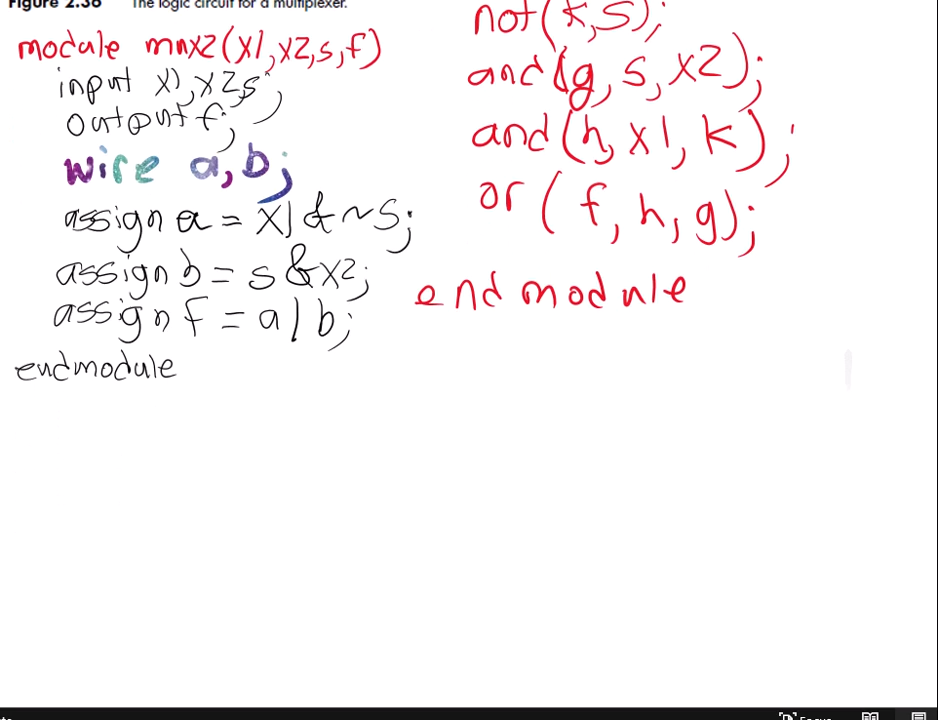 Figure 2.36 The logic circuit for a multiplexer.
module mux2(x1,x2,s,f)
input x1,x2,s;
output f;
wire a,b;
assign a = x1 & ~s;
assign b = s & x2;
assign f = a | b;
endmodule
not(k,s);
and(g,s,x2);
and(h,x1,k);
or(f,h,g);
endmodule
Focus